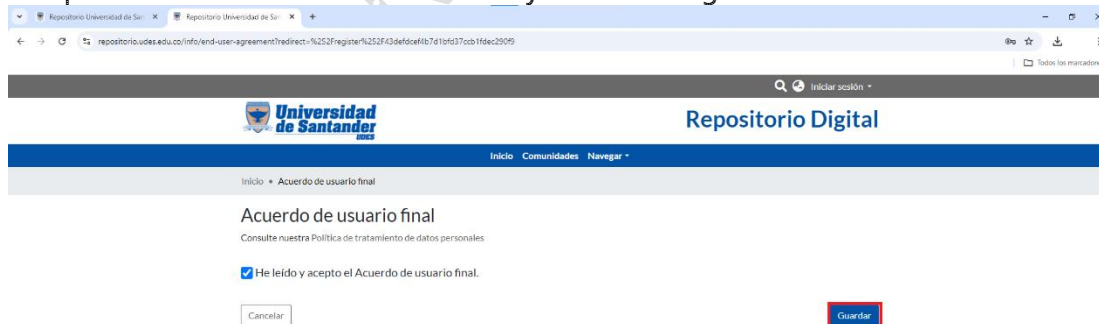 Repositorio Universidad de San
Repositorio Universidad de San
repositorio.udes.edu.co/info/end-user-agreement?redirect=%252Fregister%252F43defdcef4b7d1bfd37ccb1fdec290f9
Todos los marcadores
Iniciar sesión
Universidad
de Santander
UDES
Repositorio Digital
Inicio Comunidades Navegar
Inicio • Acuerdo de usuario final
Acuerdo de usuario final
Consulte nuestra Política de tratamiento de datos personales
He leído y acepto el Acuerdo de usuario final.
Cancelar
Guardar